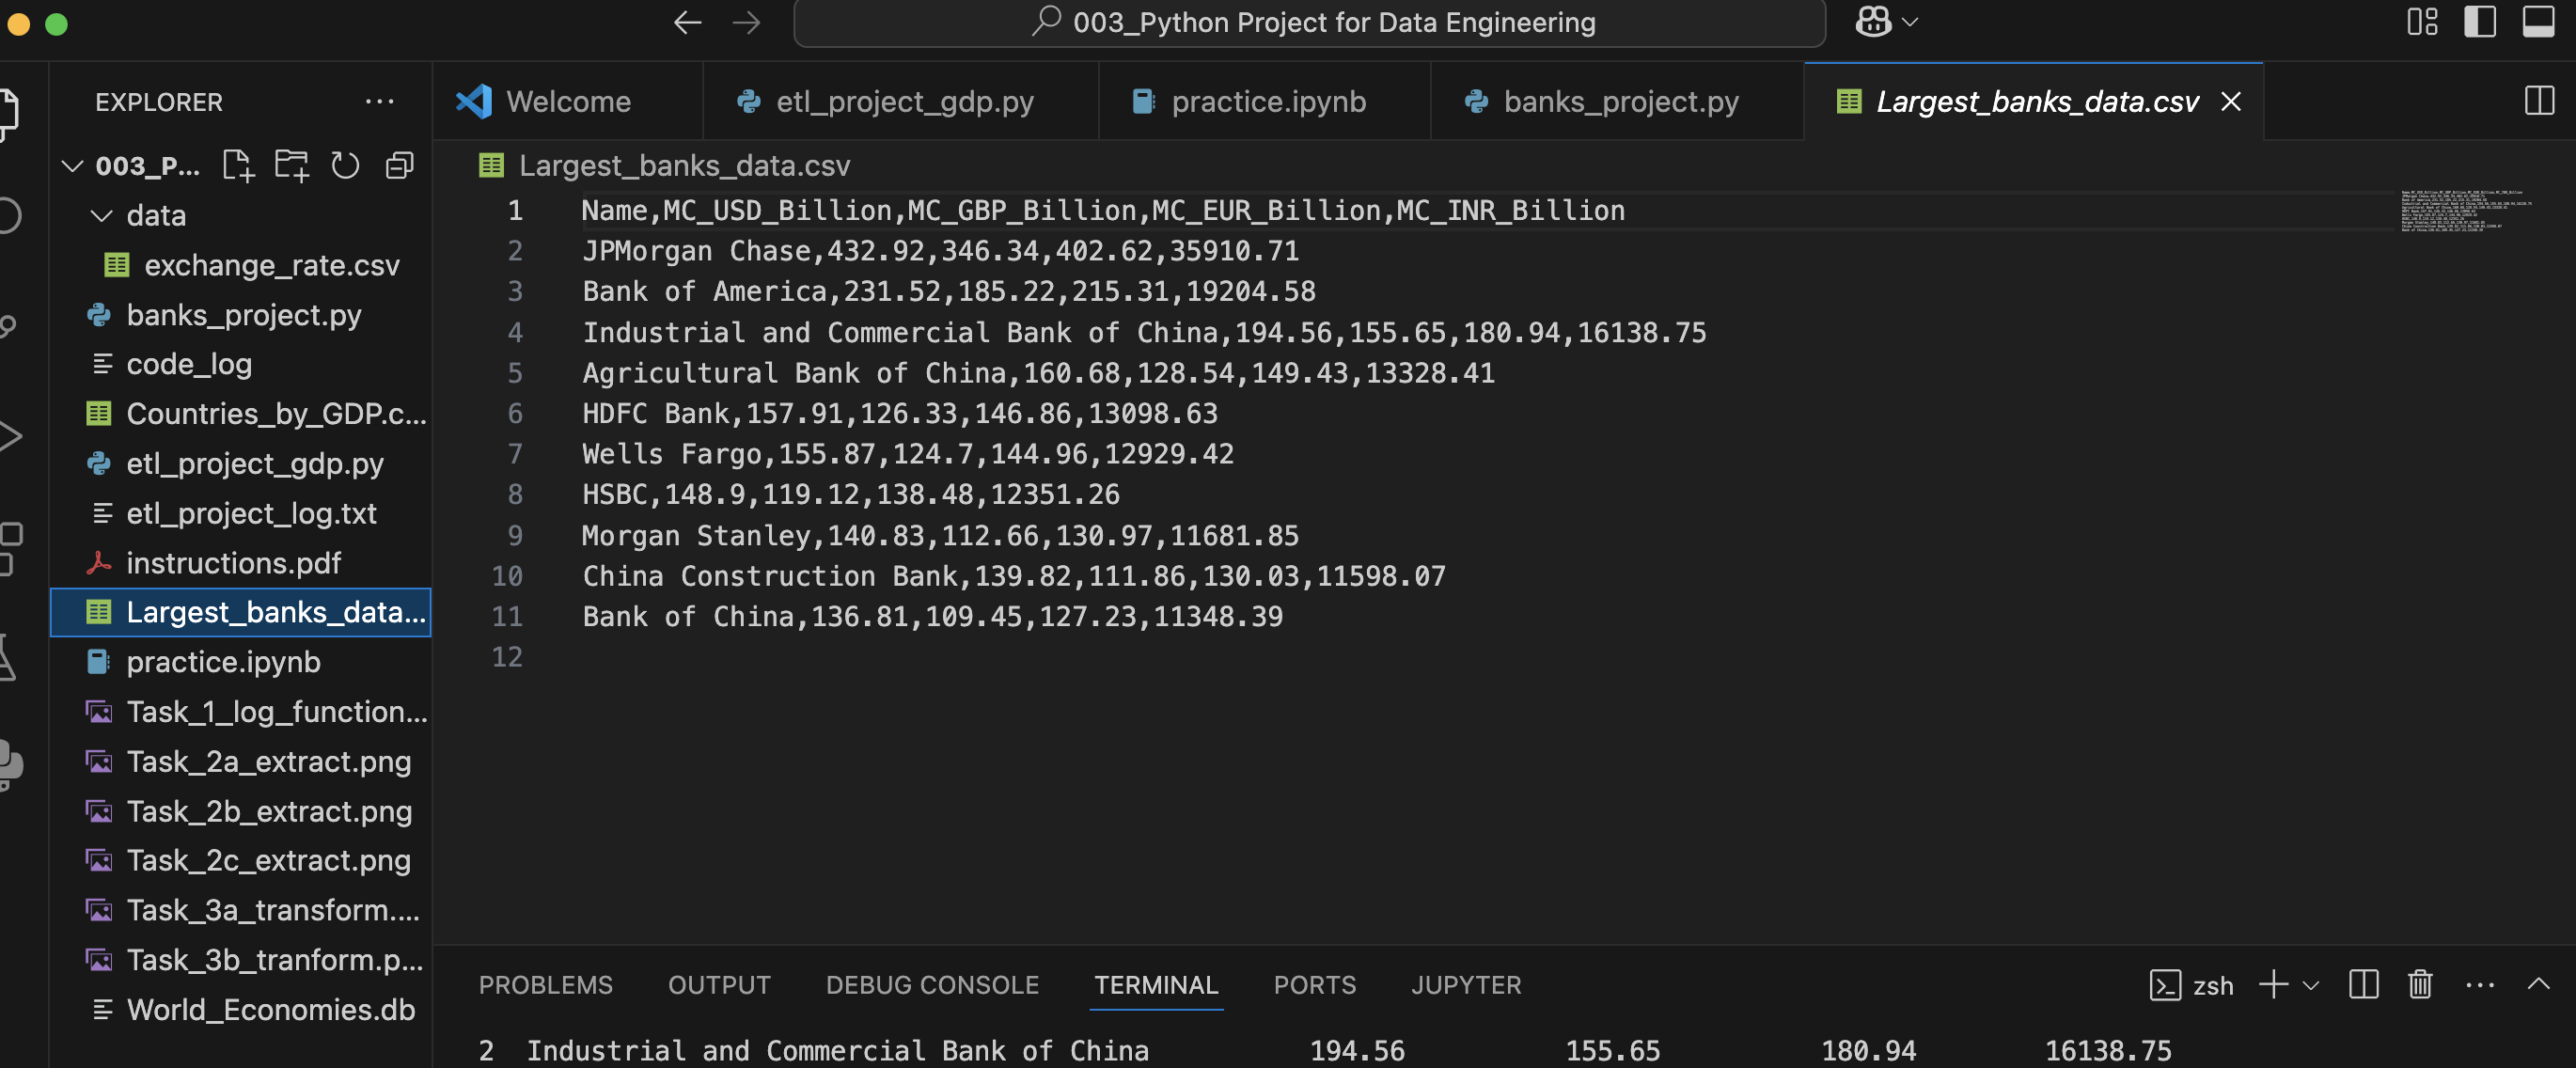 003_Python Project for Data Engineering
EXPLORER
003_P...
data
exchange_rate.csv
banks_project.py
code_log
Countries_by_GDP.c...
etl_project_gdp.py
etl_project_log.txt
instructions.pdf
Largest_banks_data...
practice.ipynb
Task_1_log_function...
Task_2a_extract.png
Task_2b_extract.png
Task_2c_extract.png
Task_3a_transform....
Task_3b_tranform.p...
World_Economies.db
Welcome etl_project_gdp.py practice.ipynb banks_project.py Largest_banks_data.csv
Largest_banks_data.csv
1 Name,MC_USD_Billion,MC_GBP_Billion,MC_EUR_Billion,MC_INR_Billion
2 JPMorgan Chase,432.92,346.34,402.62,35910.71
3 Bank of America,231.52,185.22,215.31,19204.58
4 Industrial and Commercial Bank of China,194.56,155.65,180.94,16138.75
5 Agricultural Bank of China,160.68,128.54,149.43,13328.41
6 HDFC Bank,157.91,126.33,146.86,13098.63
7 Wells Fargo,155.87,124.7,144.96,12929.42
8 HSBC,148.9,119.12,138.48,12351.26
9 Morgan Stanley,140.83,112.66,130.97,11681.85
10 China Construction Bank,139.82,111.86,130.03,11598.07
11 Bank of China,136.81,109.45,127.23,11348.39
12
PROBLEMS OUTPUT DEBUG CONSOLE TERMINAL PORTS JUPYTER zsh
2 Industrial and Commercial Bank of China 194.56 155.65 180.94 16138.75